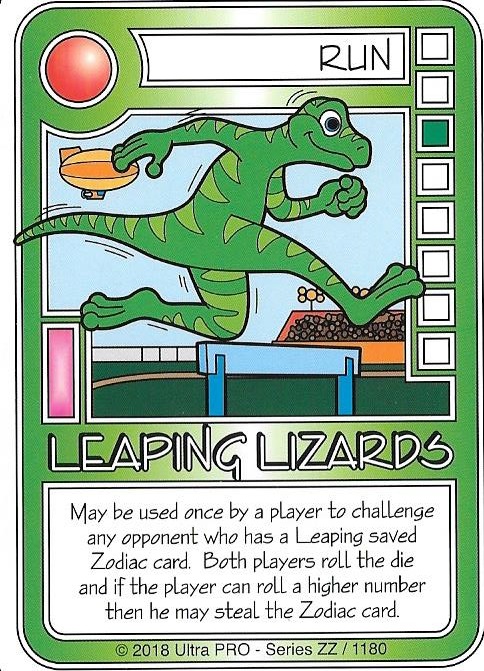 RUN
LEAPING LIZARDS
May be used once by a player to challenge
any opponent who has a Leaping saved
Zodiac card. Both players roll the die
and if the player can roll a higher number
then he may steal the Zodiac card.
© 2018 Ultra PRO - Series ZZ / 1180